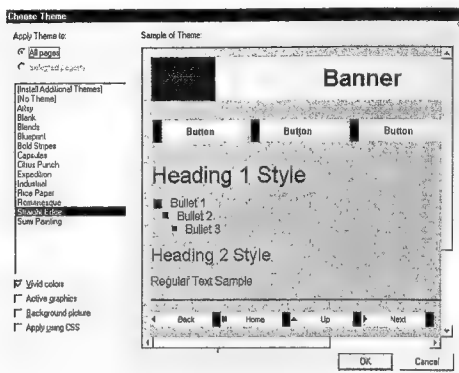 Choose Theme
Apply Theme to:
All pages
Selected page(s)
[Install Additional Themes]
[No Theme]
Artsy
Blank
Blends
Blueprint
Bold Stripes
Capsules
Citrus Punch
Expedition
Industrial
Rice Paper
Romanesque
Straight Edge
Sumi Painting
Vivid colors
Active graphics
Background picture
Apply using CSS
Sample of Theme:
Banner
Button Button Button
Heading 1 Style
Bullet 1
Bullet 2
Bullet 3
Heading 2 Style
Regular Text Sample
Back Home Up Next
OK Cancel